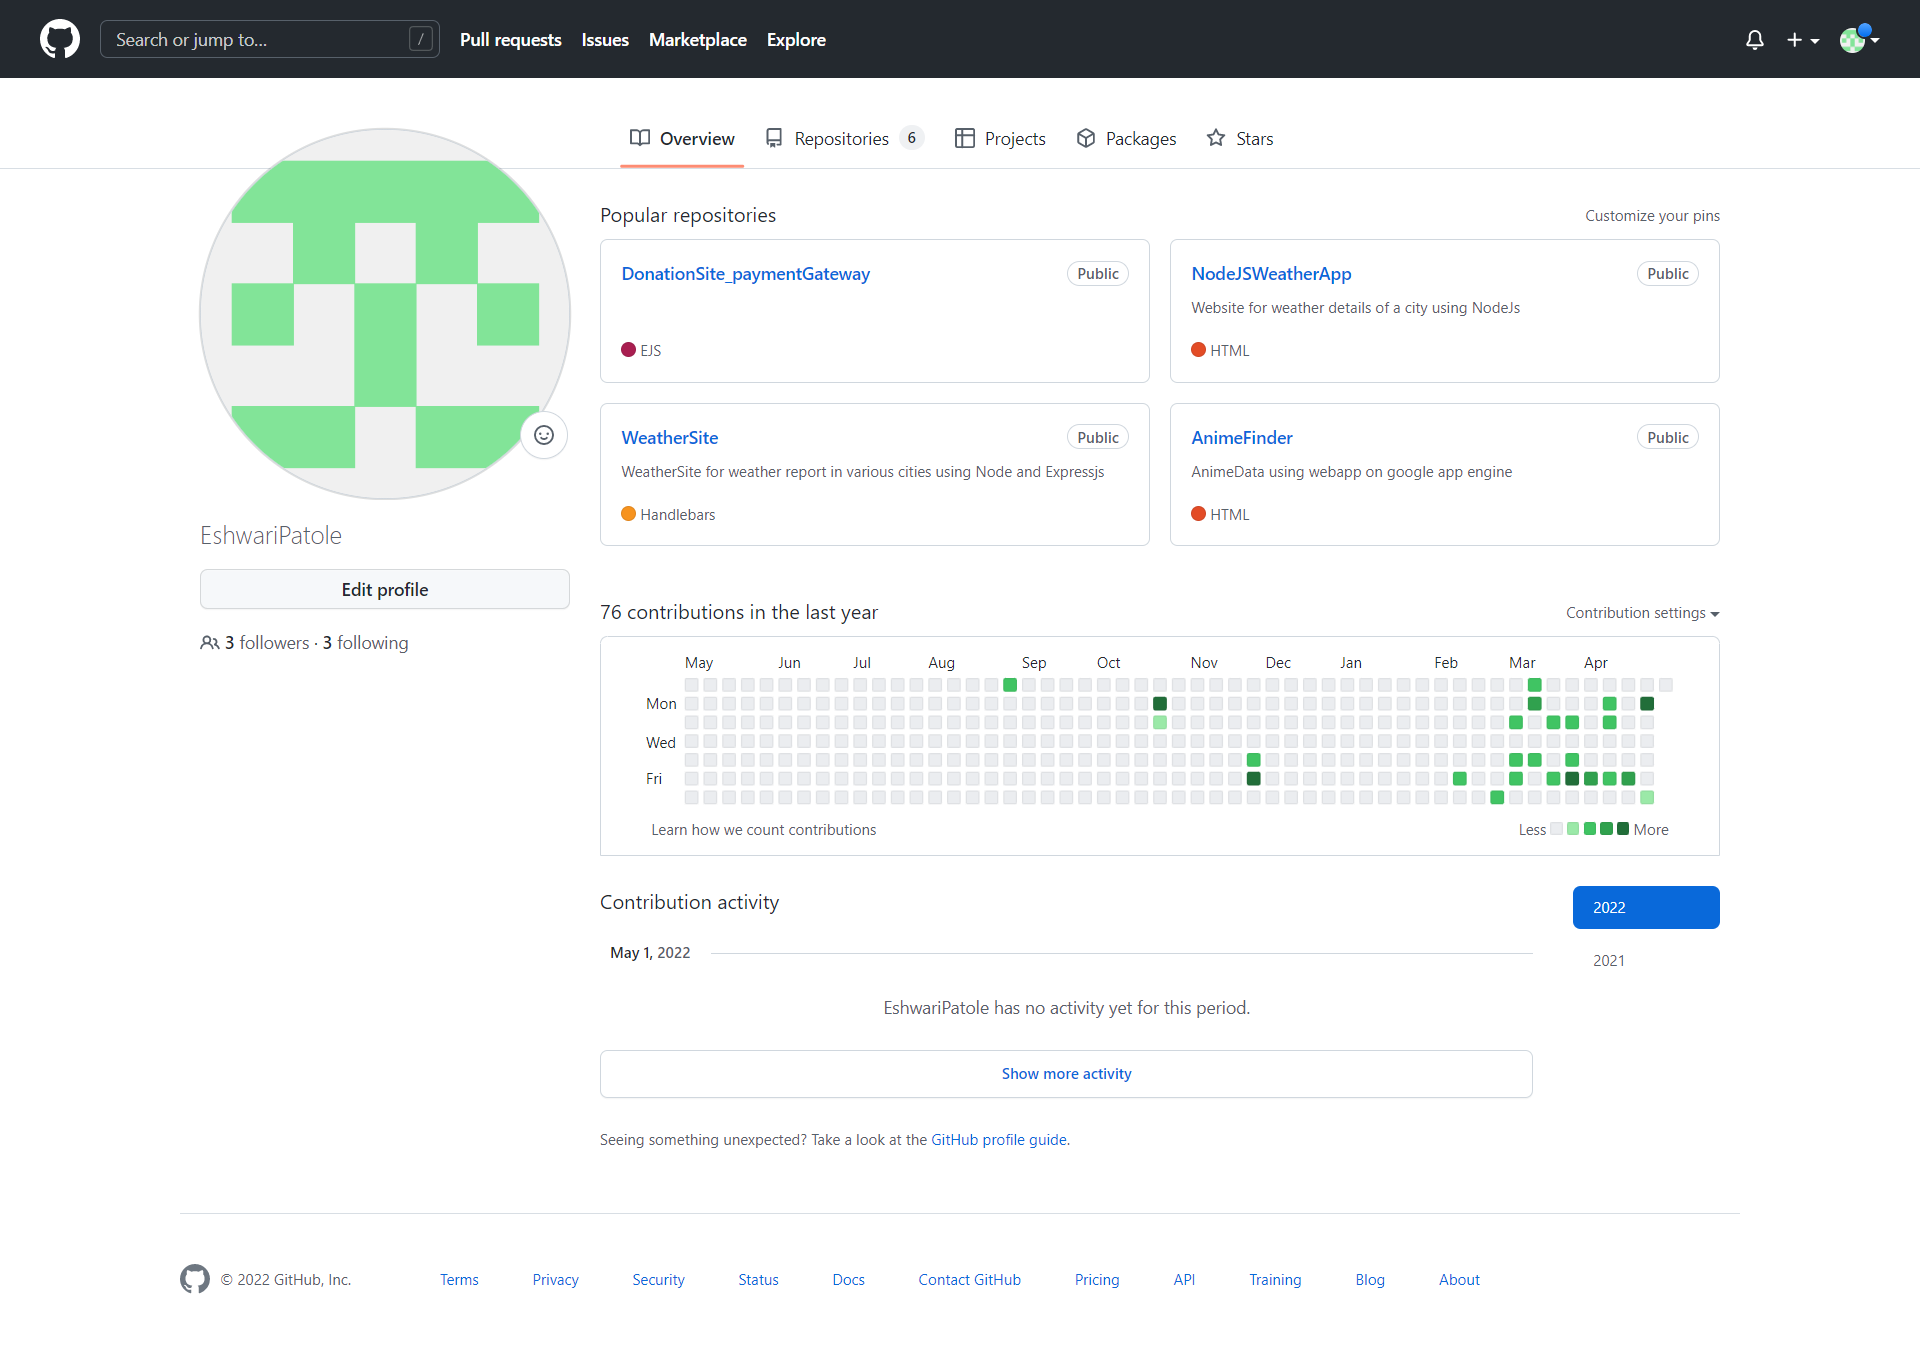 Search or jump to... /
Pull requests Issues Marketplace Explore
Overview Repositories 6 Projects Packages Stars
EshwariPatole
Edit profile
3 followers · 3 following
Popular repositories
Customize your pins
DonationSite_paymentGateway Public
EJS
NodeJSWeatherApp Public
Website for weather details of a city using NodeJs
HTML
WeatherSite Public
WeatherSite for weather report in various cities using Node and Expressjs
Handlebars
AnimeFinder Public
AnimeData using webapp on google app engine
HTML
76 contributions in the last year
Contribution settings
May Jun Jul Aug Sep Oct Nov Dec Jan Feb Mar Apr
Mon
Wed
Fri
Learn how we count contributions
Less More
Contribution activity
2022
2021
May 1, 2022
EshwariPatole has no activity yet for this period.
Show more activity
Seeing something unexpected? Take a look at the GitHub profile guide.
© 2022 GitHub, Inc. Terms Privacy Security Status Docs Contact GitHub Pricing API Training Blog About